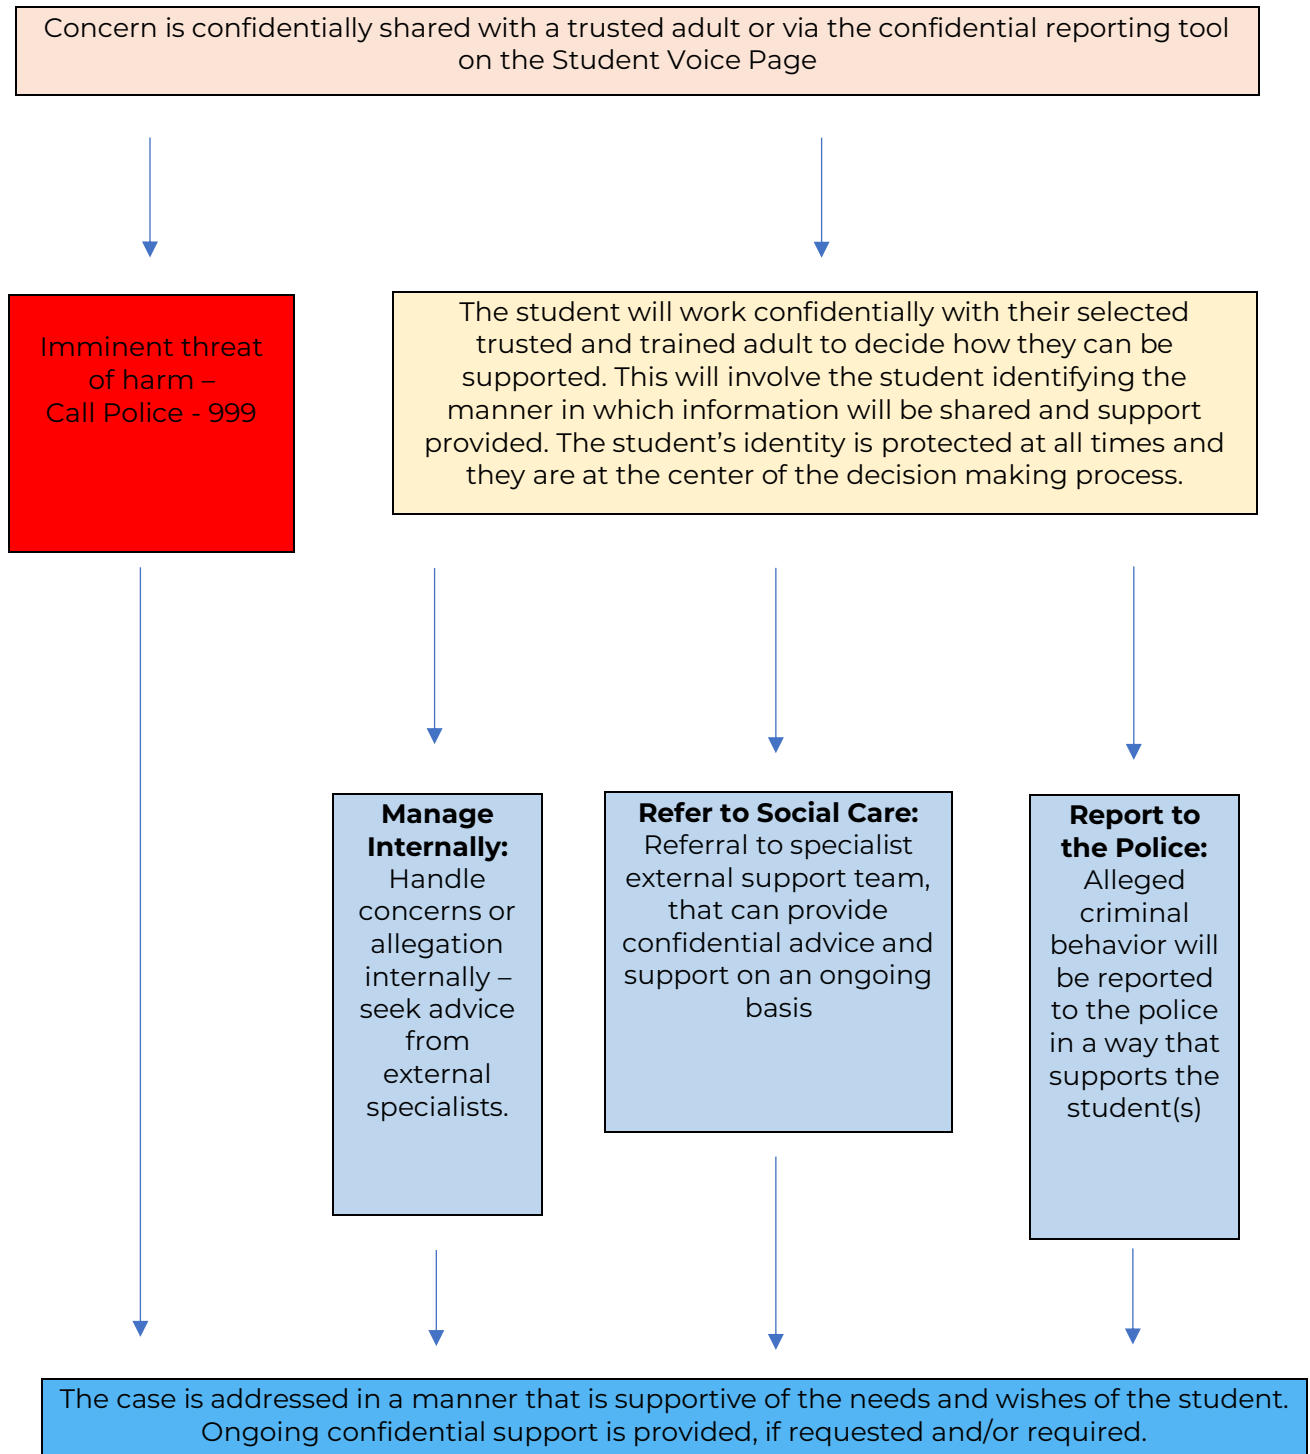 Concern is confidentially shared with a trusted adult or via the confidential reporting tool
on the Student Voice Page
Imminent threat
of harm –
Call Police - 999
The student will work confidentially with their selected
trusted and trained adult to decide how they can be
supported. This will involve the student identifying the
manner in which information will be shared and support
provided. The student’s identity is protected at all times and
they are at the center of the decision making process.
Manage
Internally:
Handle
concerns or
allegation
internally –
seek advice
from
external
specialists.
Refer to Social Care:
Referral to specialist
external support team,
that can provide
confidential advice and
support on an ongoing
basis
Report to
the Police:
Alleged
criminal
behavior will
be reported
to the police
in a way that
supports the
student(s)
The case is addressed in a manner that is supportive of the needs and wishes of the student.
Ongoing confidential support is provided, if requested and/or required.